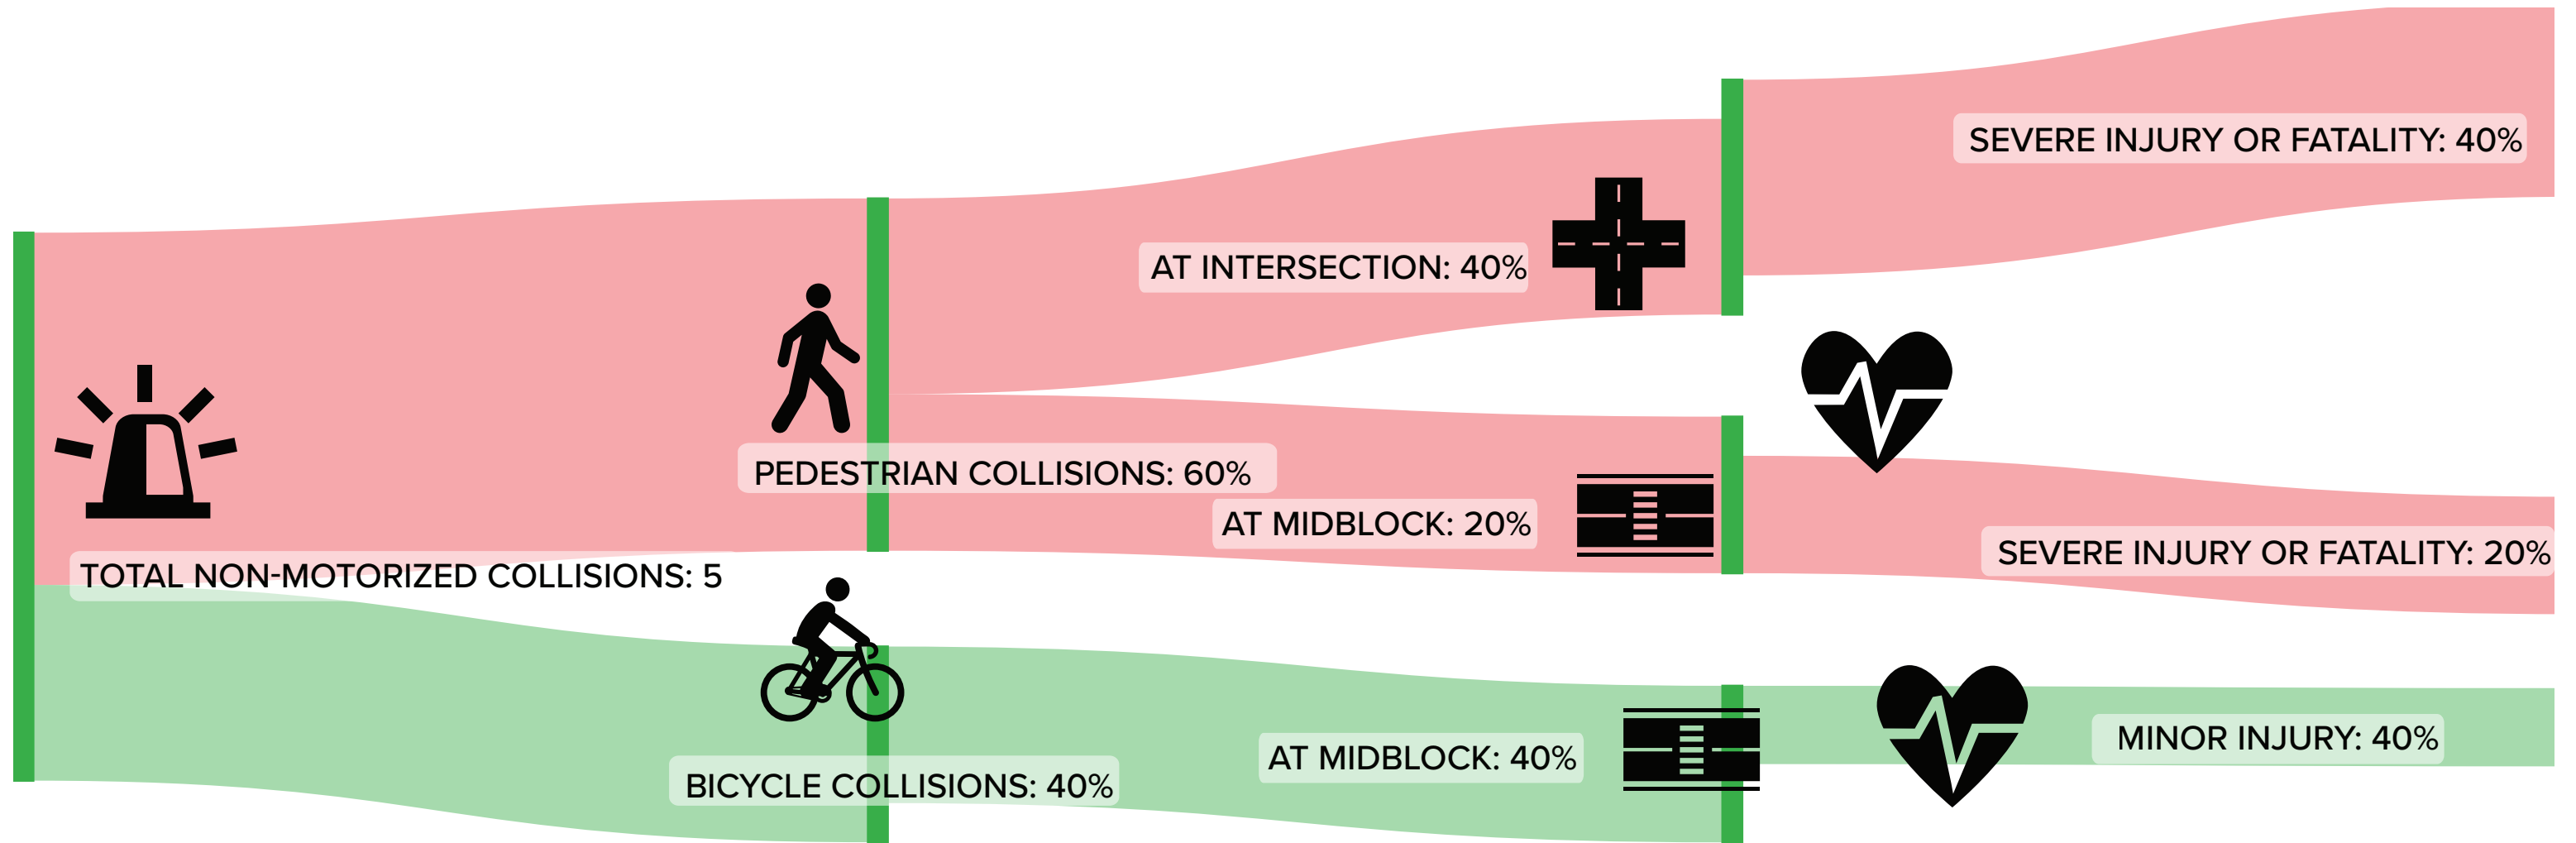 SEVERE INJURY OR FATALITY: 40%
AT INTERSECTION: 40%
PEDESTRIAN COLLISIONS: 60%
AT MIDBLOCK: 20%
SEVERE INJURY OR FATALITY: 20%
TOTAL NON-MOTORIZED COLLISIONS: 5
MINOR INJURY: 40%
AT MIDBLOCK: 40%
BICYCLE COLLISIONS: 40%